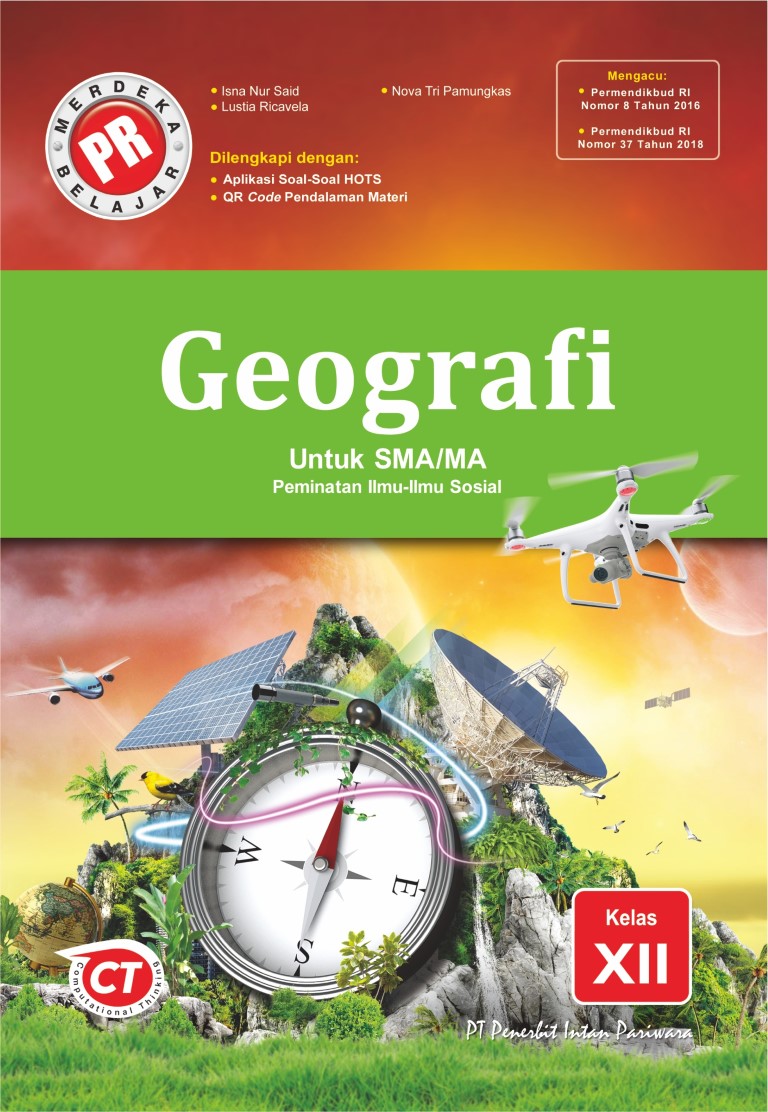 MERDEKA
PR
BELAJAR
• Isna Nur Said
• Lustia Ricavela
• Nova Tri Pamungkas
Dilengkapi dengan:
• Aplikasi Soal-Soal HOTS
• QR Code Pendalaman Materi
Mengacu:
• Permendikbud RI
Nomor 8 Tahun 2016
• Permendikbud RI
Nomor 37 Tahun 2018
Geografi
Untuk SMA/MA
Peminatan Ilmu-Ilmu Sosial
N
W
E
S
CT
Computational Thinking
Kelas
XII
PT Penerbit Intan Pariwara